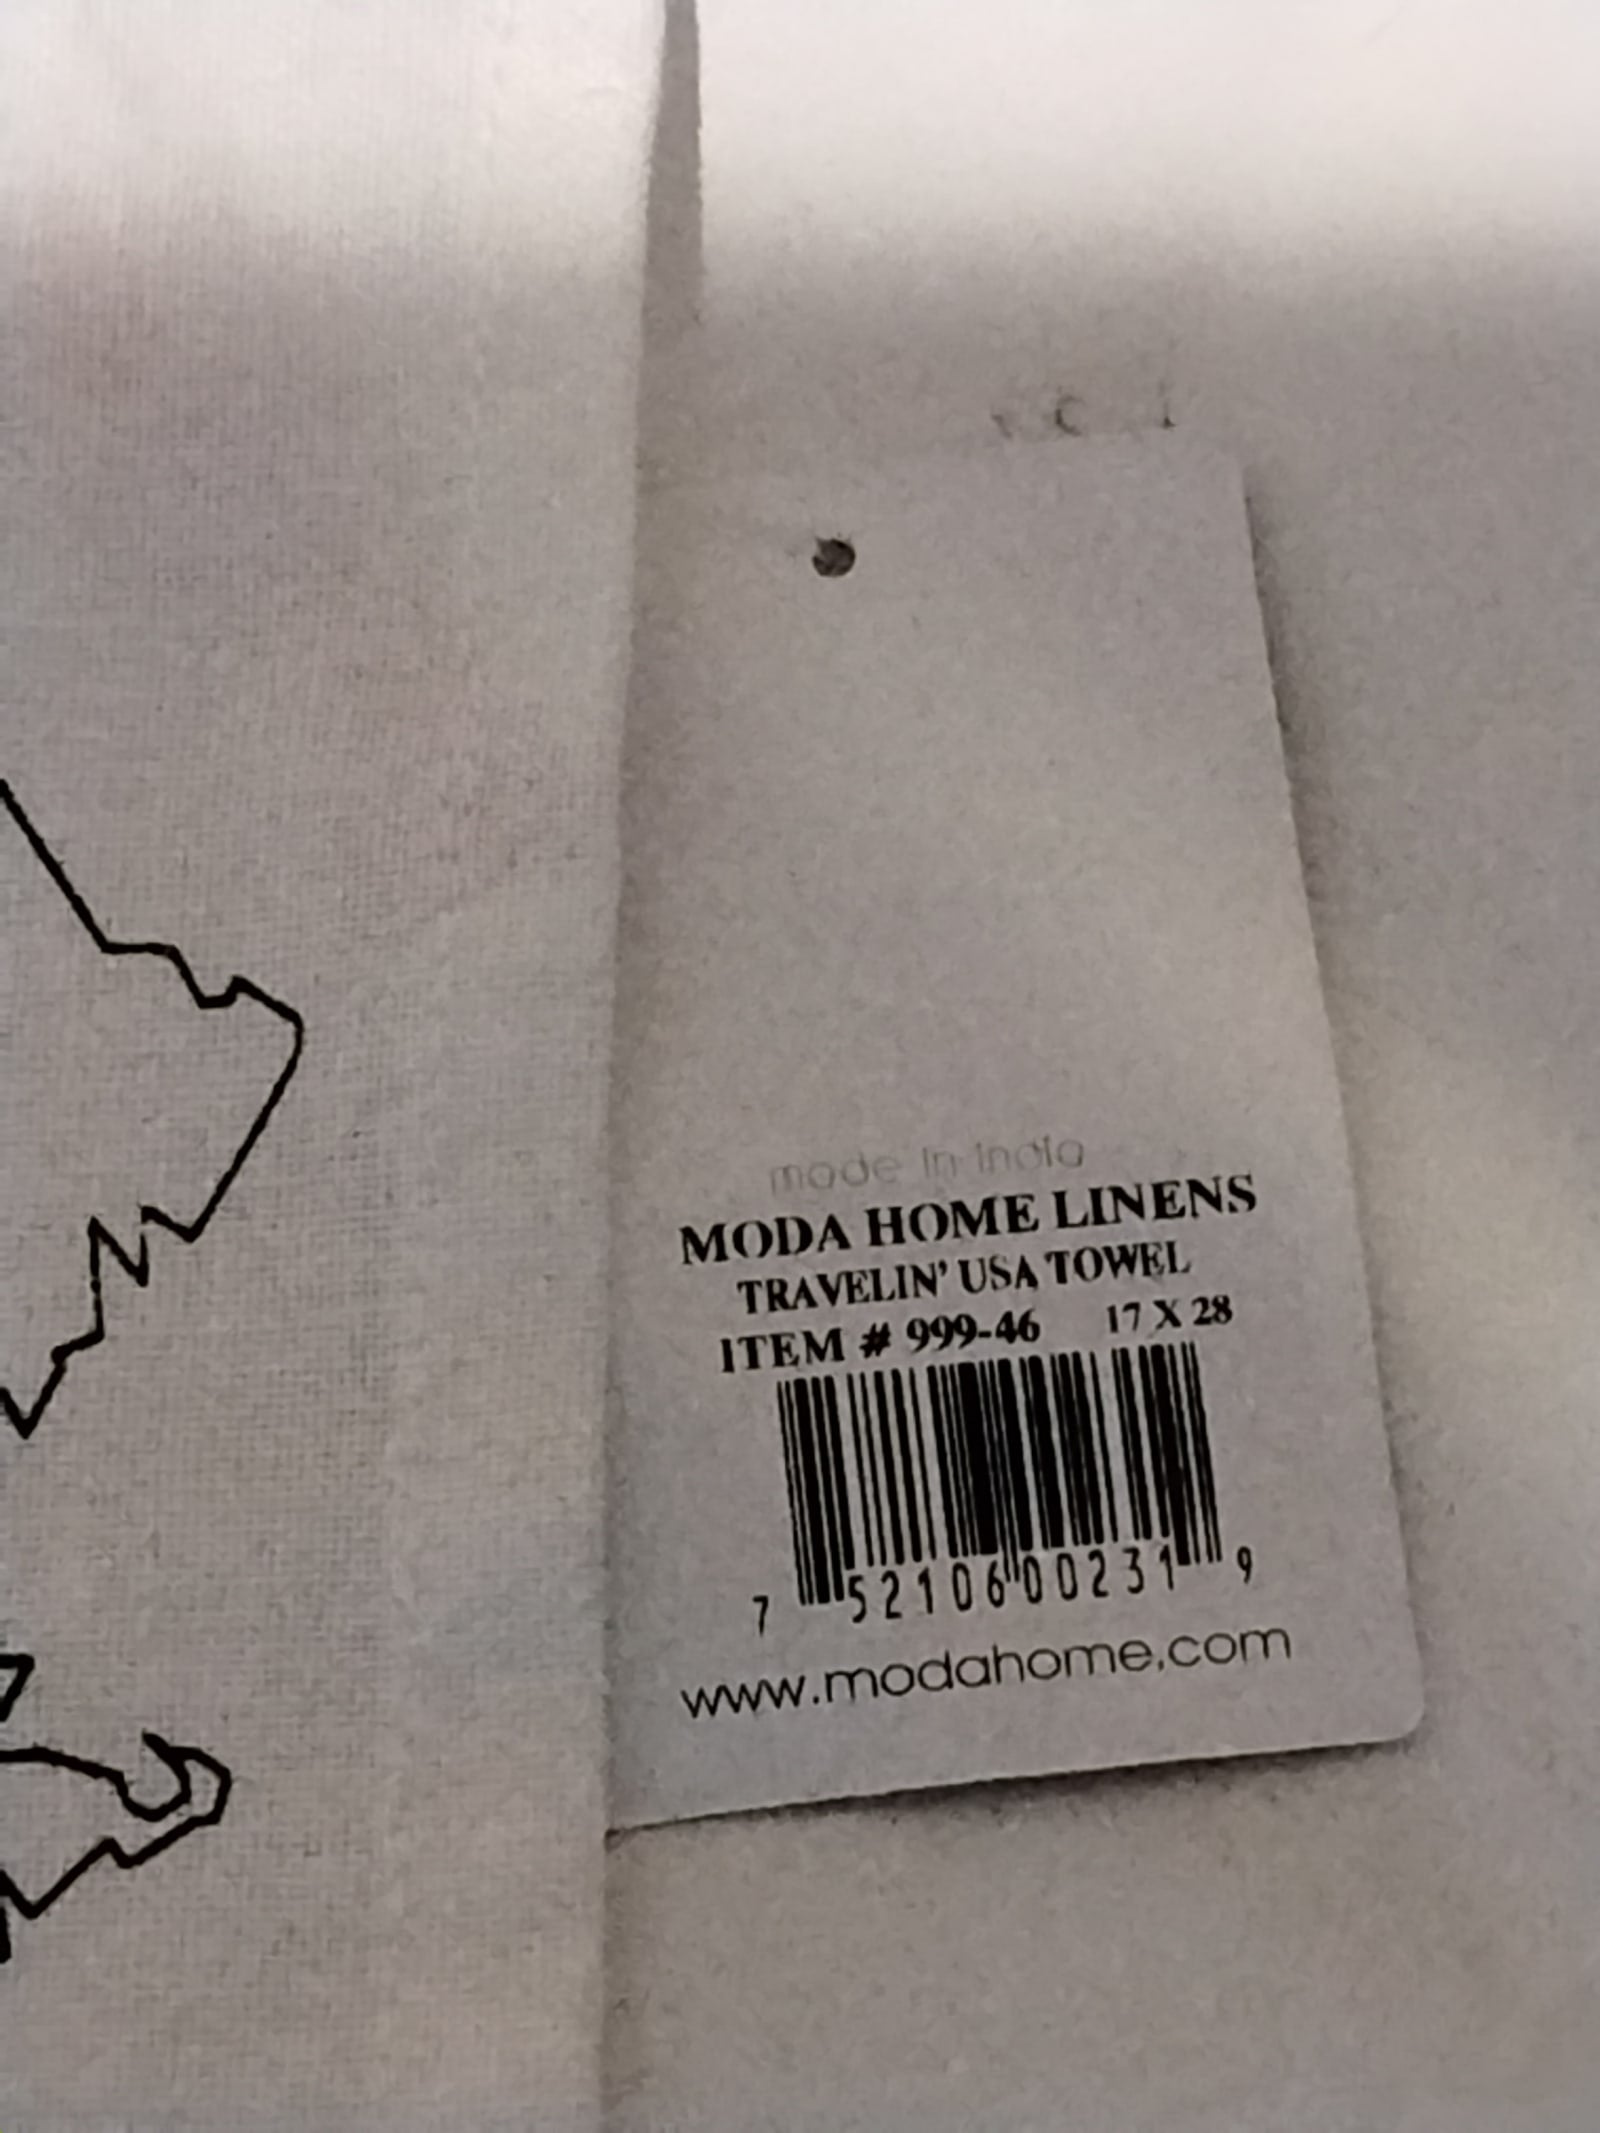 made in india
MODA HOME LINENS
TRAVELIN' USA TOWEL
ITEM # 999-46 17 X 28
7 52106 00231 9
www.modahome.com